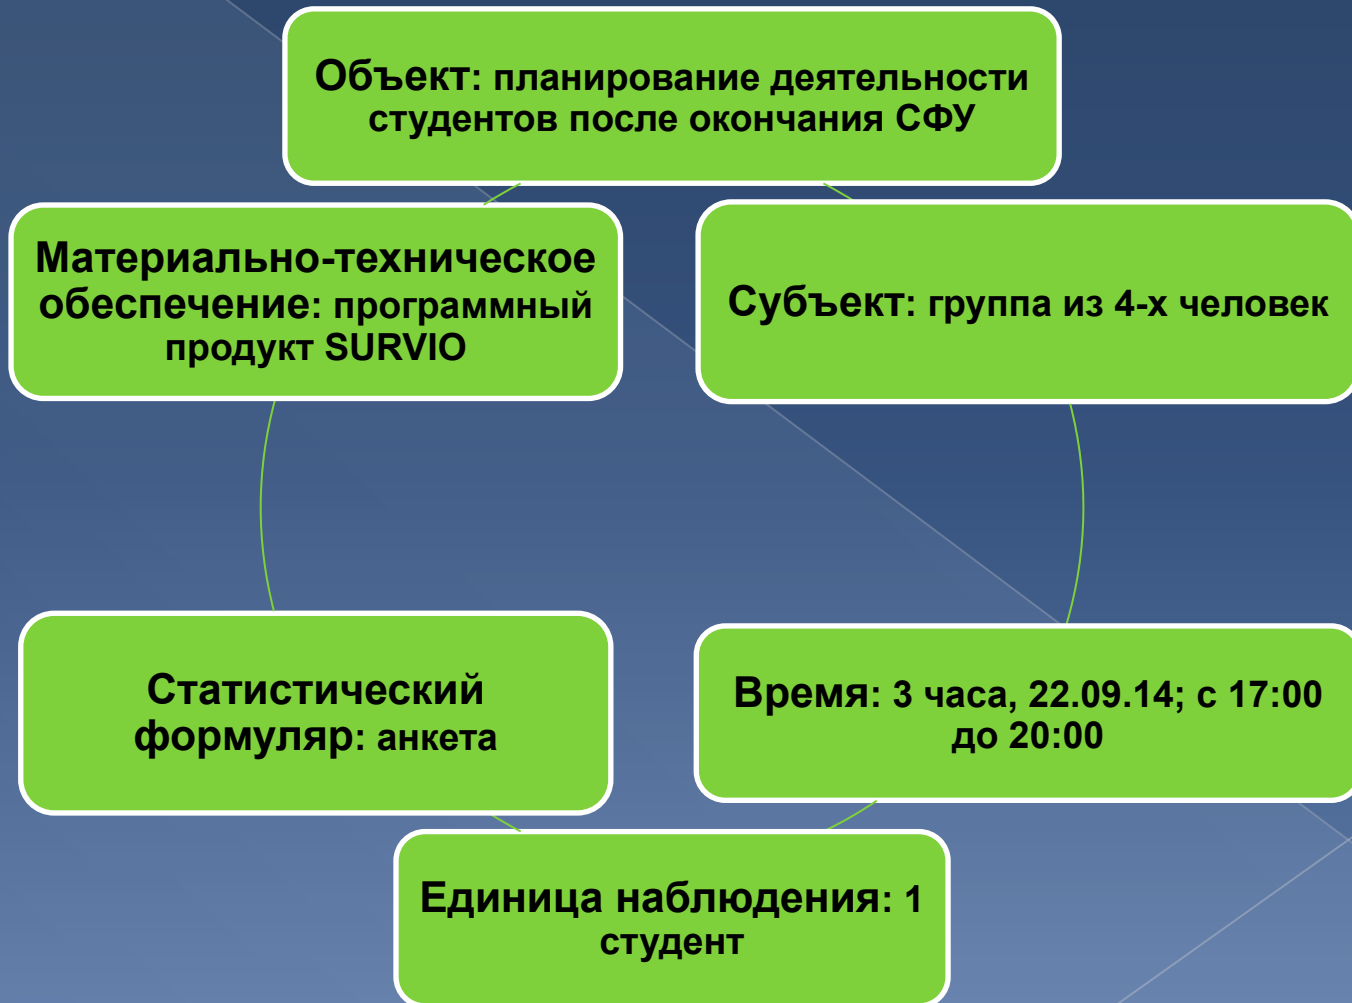 Объект: планирование деятельности
студентов после окончания СФУ
Материально-техническое
обеспечение: программный
продукт SURVIO
Субъект: группа из 4-х человек
Статистический
формуляр: анкета
Время: 3 часа, 22.09.14; с 17:00
до 20:00
Единица наблюдения: 1
студент